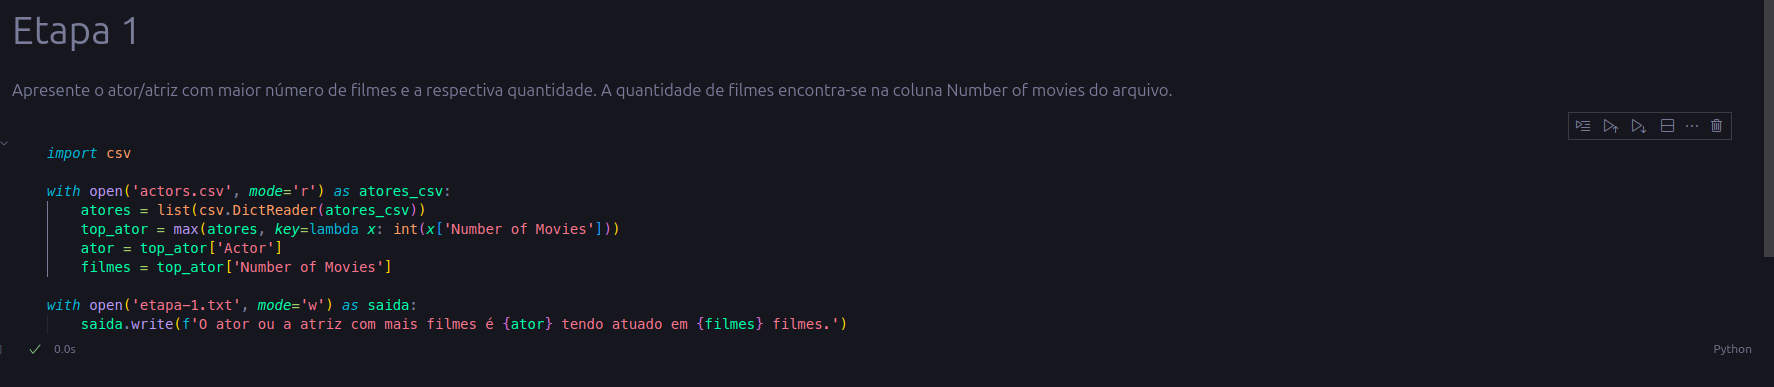 Etapa 1
Apresente o ator/atriz com maior número de filmes e a respectiva quantidade. A quantidade de filmes encontra-se na coluna Number of movies do arquivo.
import csv
with open('actors.csv', mode='r') as atores_csv:
    atores = list(csv.DictReader(atores_csv))
    top_ator = max(atores, key=lambda x: int(x['Number of Movies']))
    ator = top_ator['Actor']
    filmes = top_ator['Number of Movies']
with open('etapa-1.txt', mode='w') as saida:
    saida.write(f'O ator ou a atriz com mais filmes é {ator} tendo atuado em {filmes} filmes.')
0.0s
Python